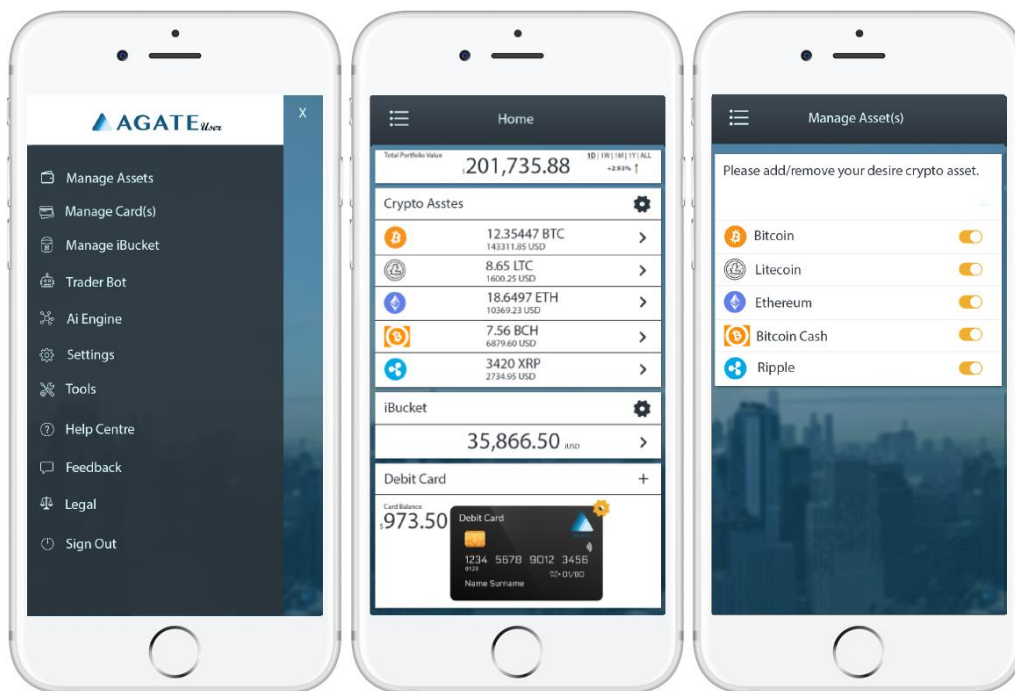 AGATE User
X
Manage Assets
Manage Card(s)
Manage iBucket
Trader Bot
Ai Engine
Settings
Tools
Help Centre
Feedback
Legal
Sign Out
Home
Total Portfolio Value
$201,735.88
1D | 1W | 1M | 1Y | ALL
+2.93% ↑
Crypto Asstes
12.35447 BTC
143311.85 USD
8.65 LTC
1600.25 USD
18.6497 ETH
10369.23 USD
7.56 BCH
6879.60 USD
3420 XRP
2734.95 USD
iBucket
35,866.50 iUSD
Debit Card
+
Card Balance
$973.50
Debit Card
AGATE
1234 5678 9012 3456
0123
01/80
Name Surname
Manage Asset(s)
Please add/remove your desire crypto asset.
+
Bitcoin
Litecoin
Ethereum
Bitcoin Cash
Ripple